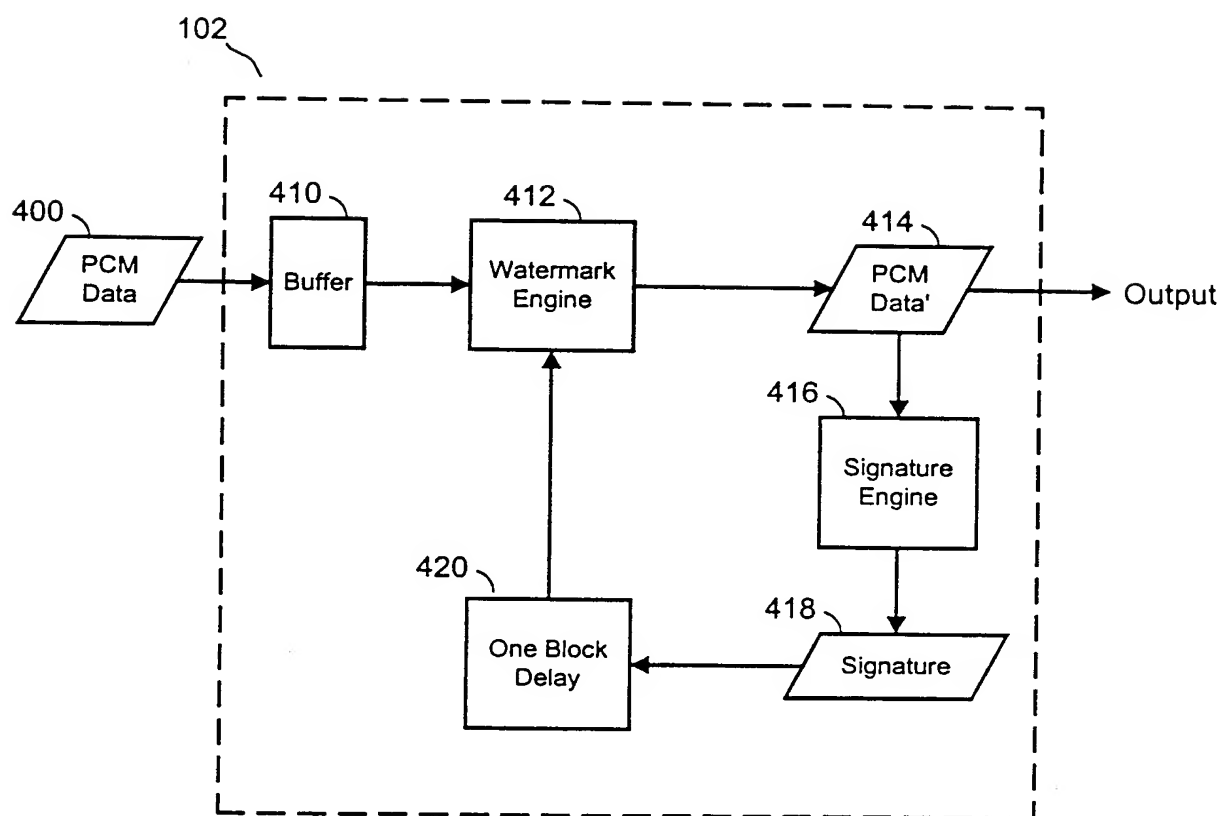 102
400
PCM
Data
410
Buffer
412
Watermark
Engine
414
PCM
Data'
Output
416
Signature
Engine
420
One Block
Delay
418
Signature